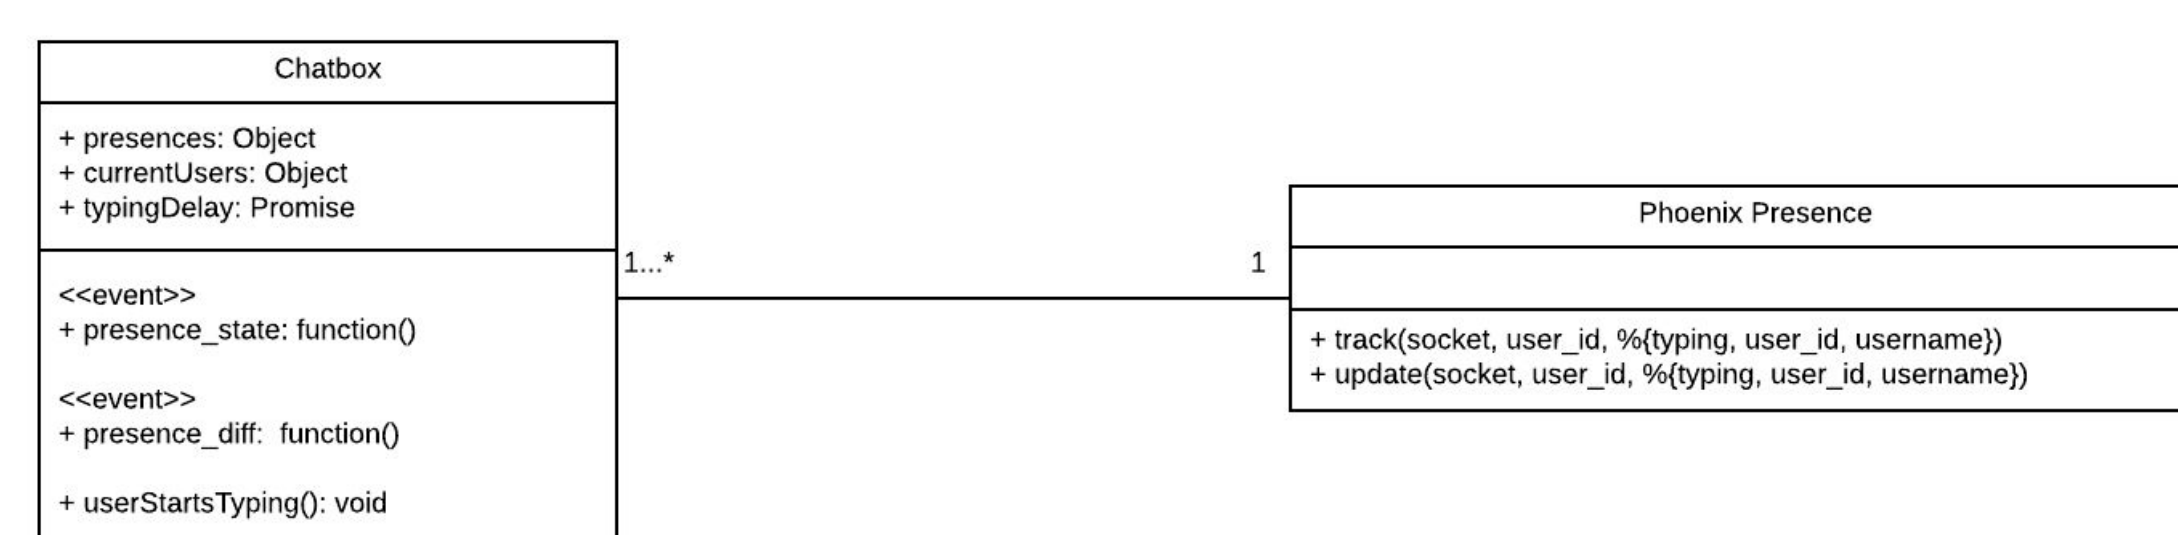 Chatbox
+ presences: Object
+ currentUsers: Object
+ typingDelay: Promise
<<event>>
+ presence_state: function()
<<event>>
+ presence_diff:  function()
+ userStartsTyping(): void
1...*
1
Phoenix Presence
+ track(socket, user_id, %{typing, user_id, username})
+ update(socket, user_id, %{typing, user_id, username})